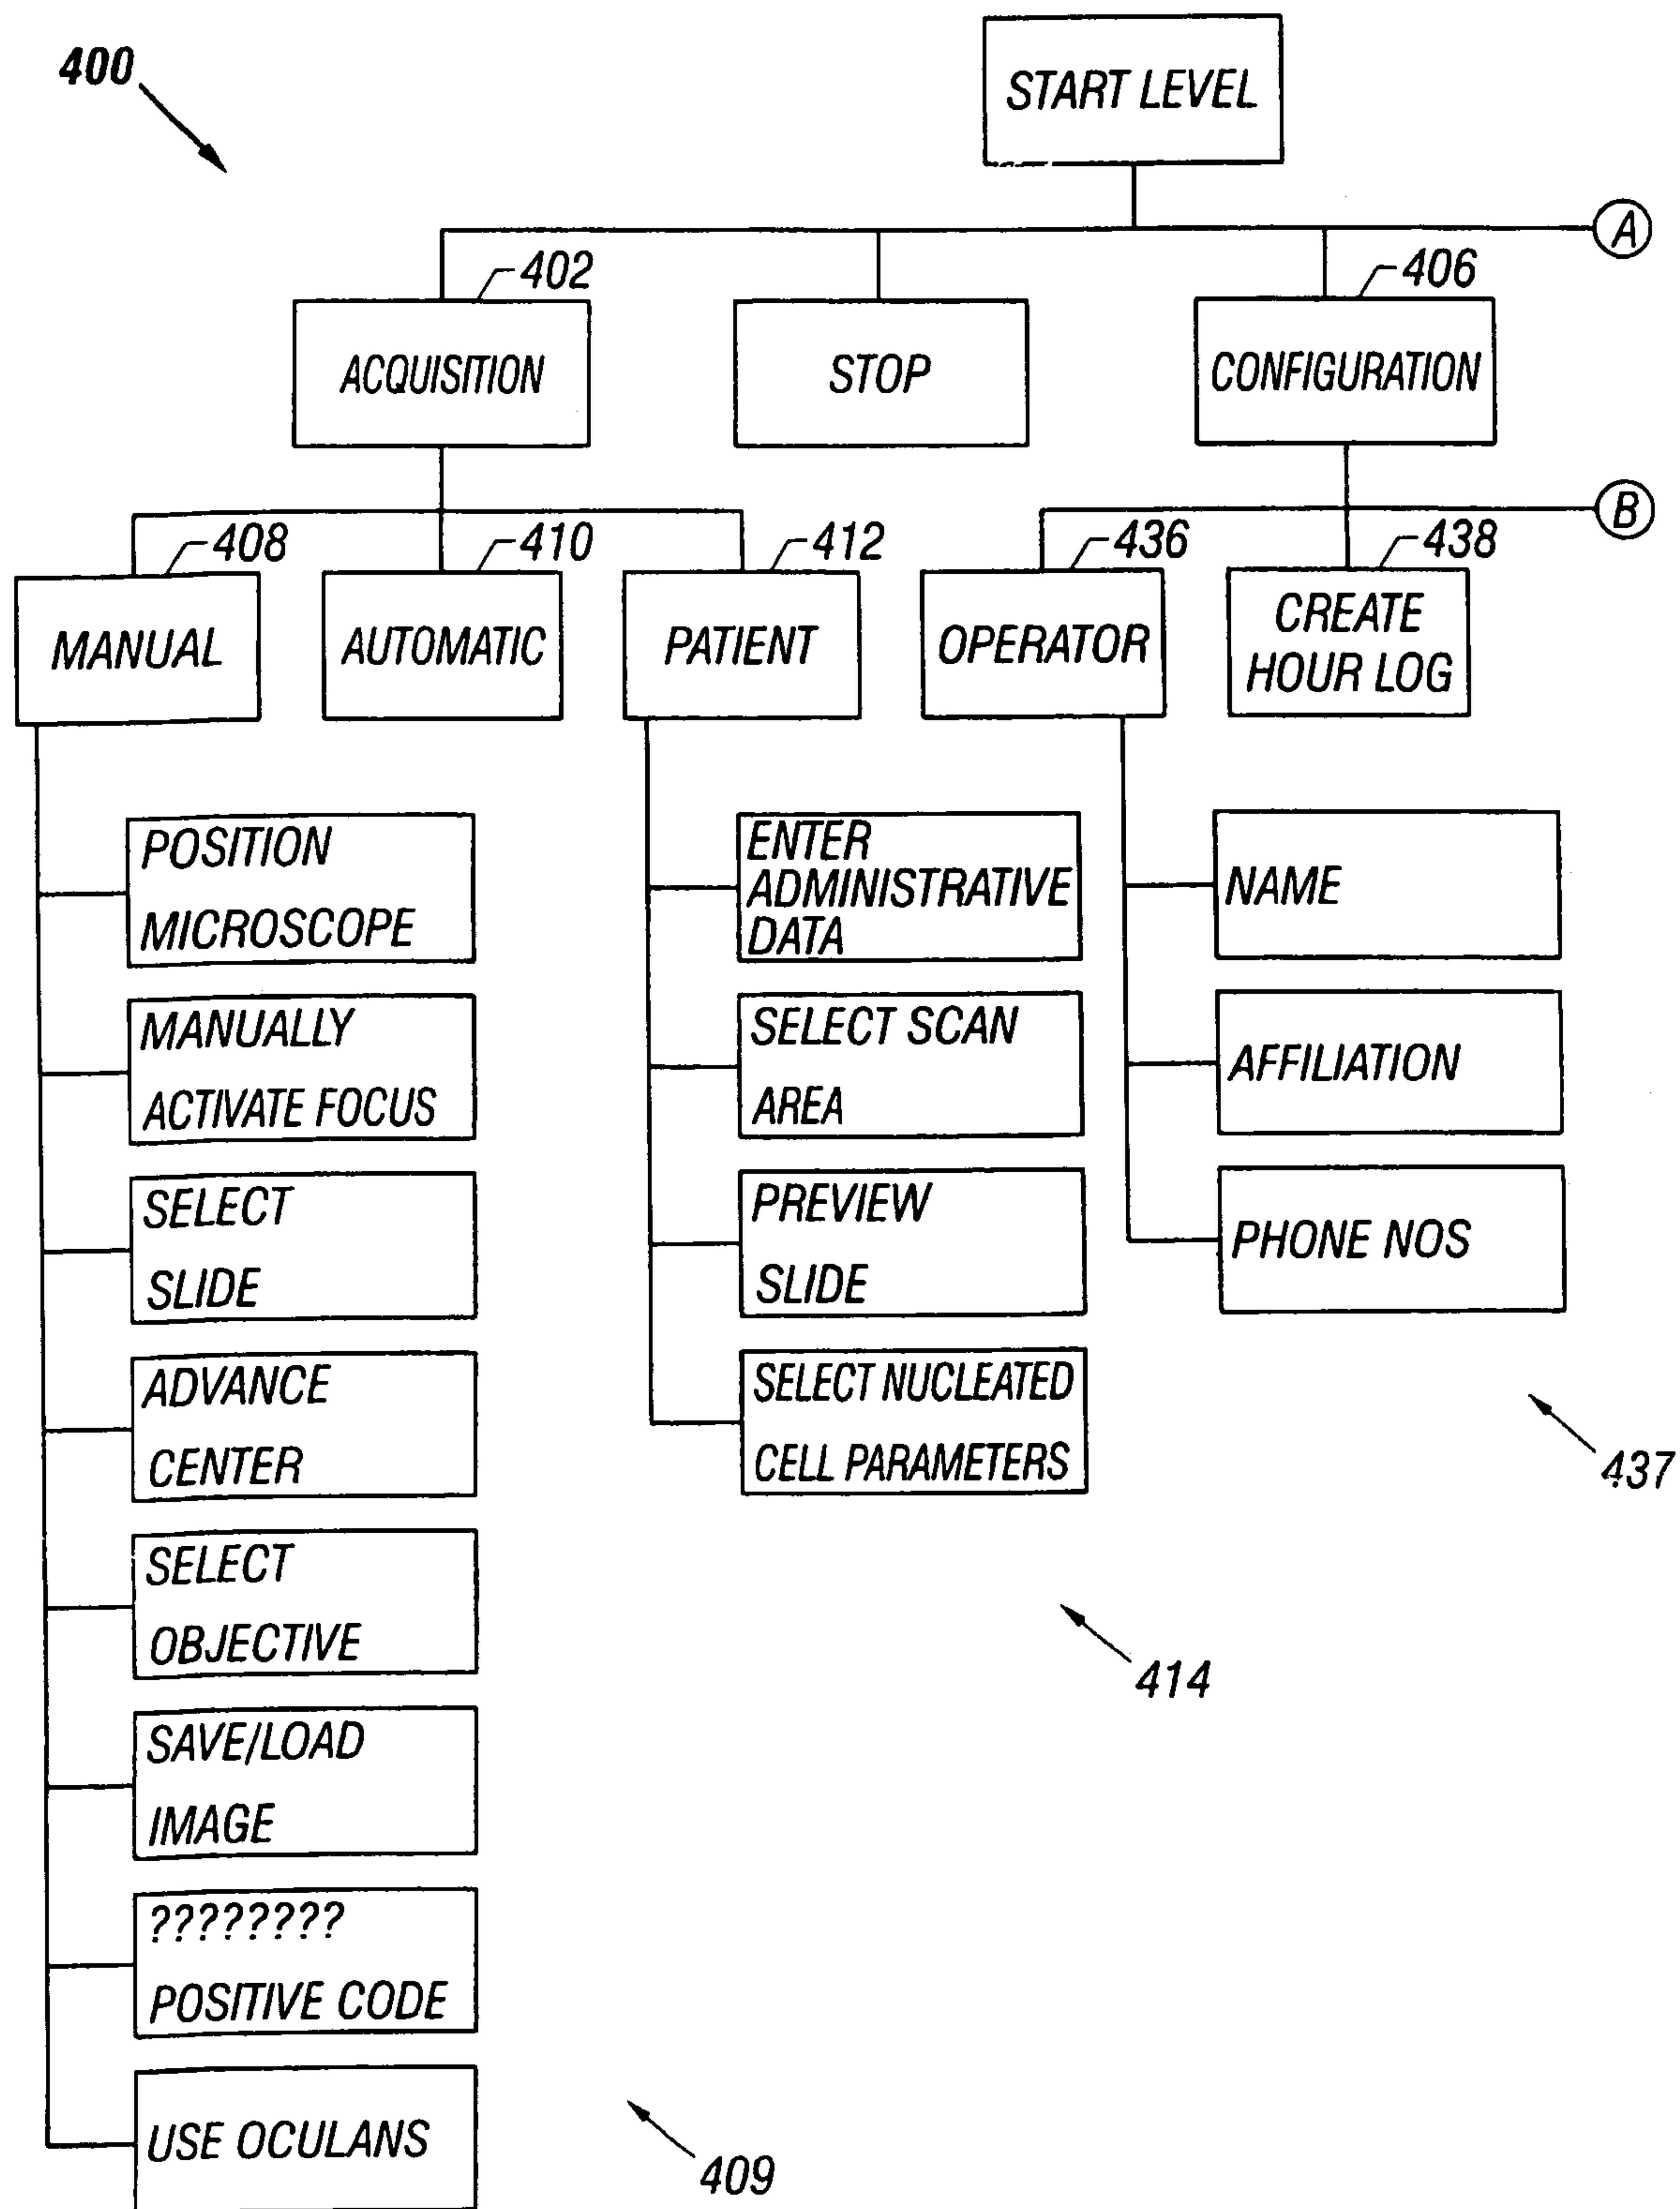 400
START LEVEL
A
402
406
ACQUISITION
STOP
CONFIGURATION
B
408
410
412
436
438
MANUAL
AUTOMATIC
PATIENT
OPERATOR
CREATE
HOUR LOG
POSITION
MICROSCOPE
MANUALLY
ACTIVATE FOCUS
SELECT
SLIDE
ADVANCE
CENTER
SELECT
OBJECTIVE
SAVE/LOAD
IMAGE
????????
POSITIVE CODE
USE OCULANS
409
ENTER
ADMINISTRATIVE
DATA
SELECT SCAN
AREA
PREVIEW
SLIDE
SELECT NUCLEATED
CELL PARAMETERS
414
NAME
AFFILIATION
PHONE NOS
437